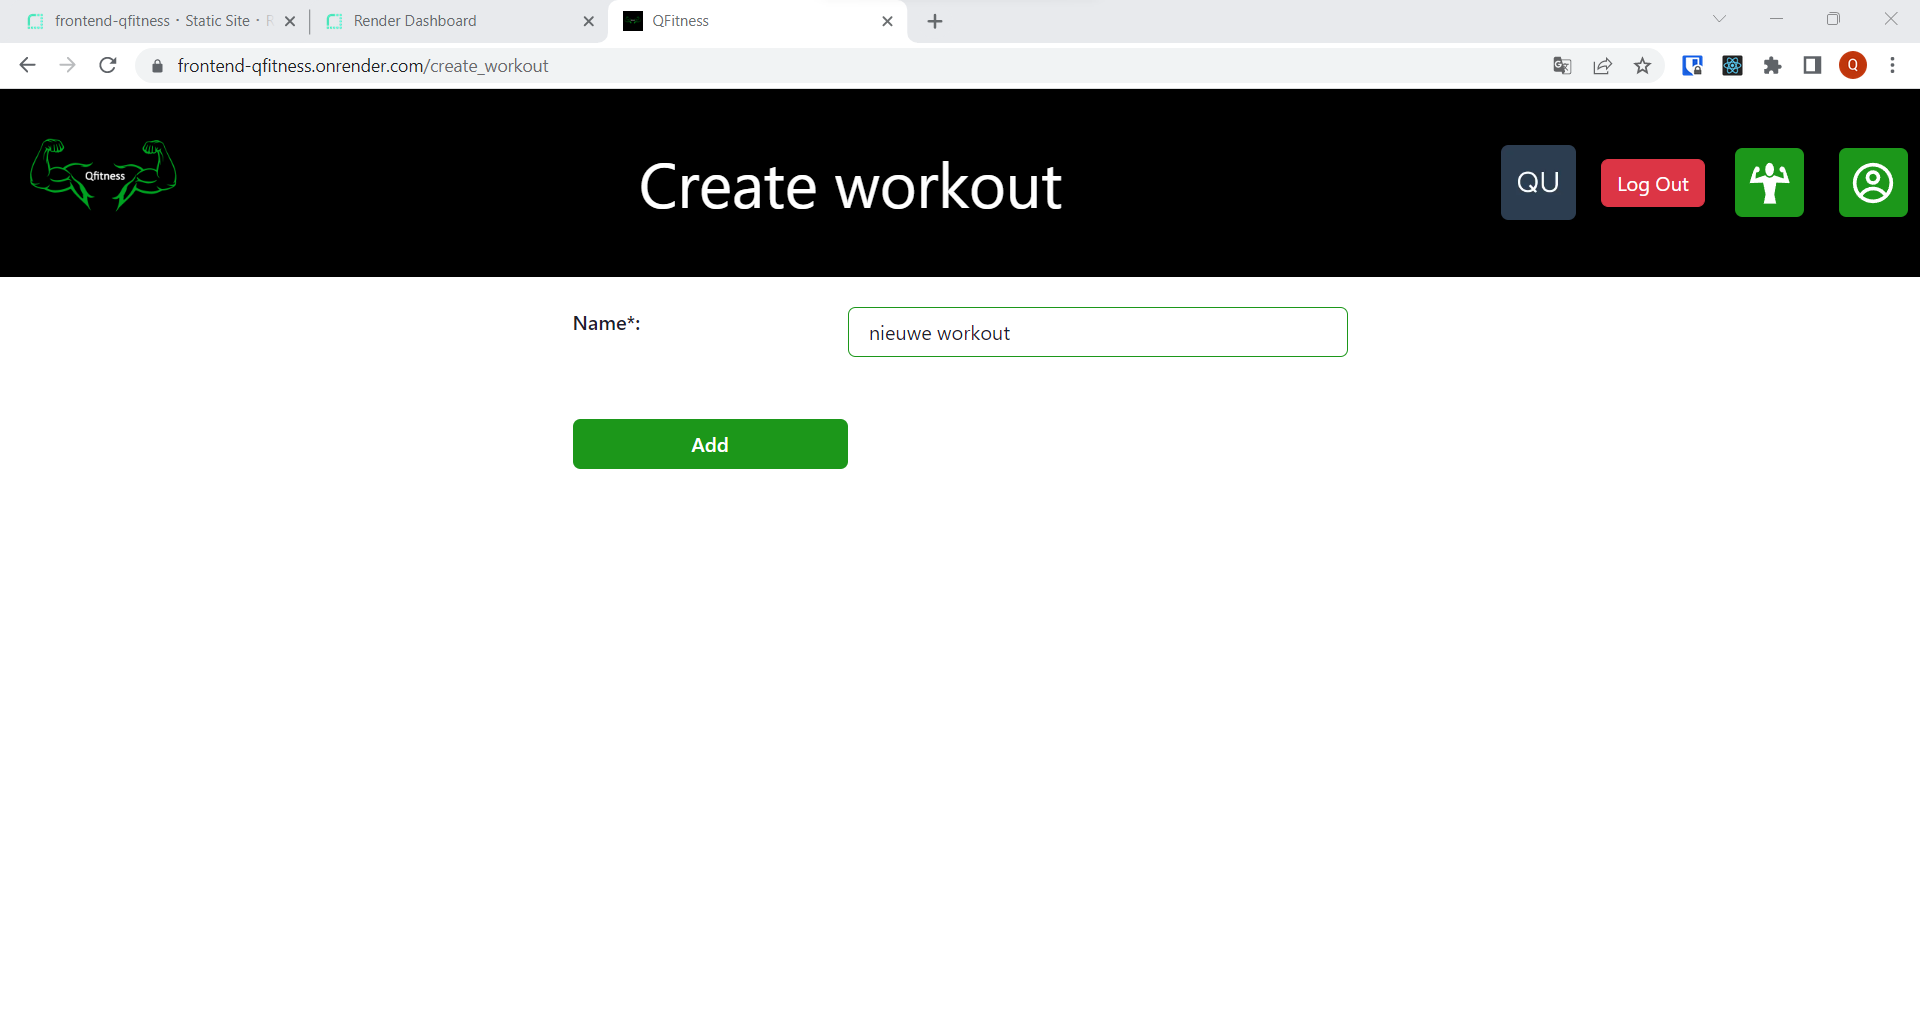 frontend-qfitness · Static Site · R
Render Dashboard
QFitness
frontend-qfitness.onrender.com/create_workout
Q
Qfitness
Create workout
QU
Log Out
Name*:
nieuwe workout
Add